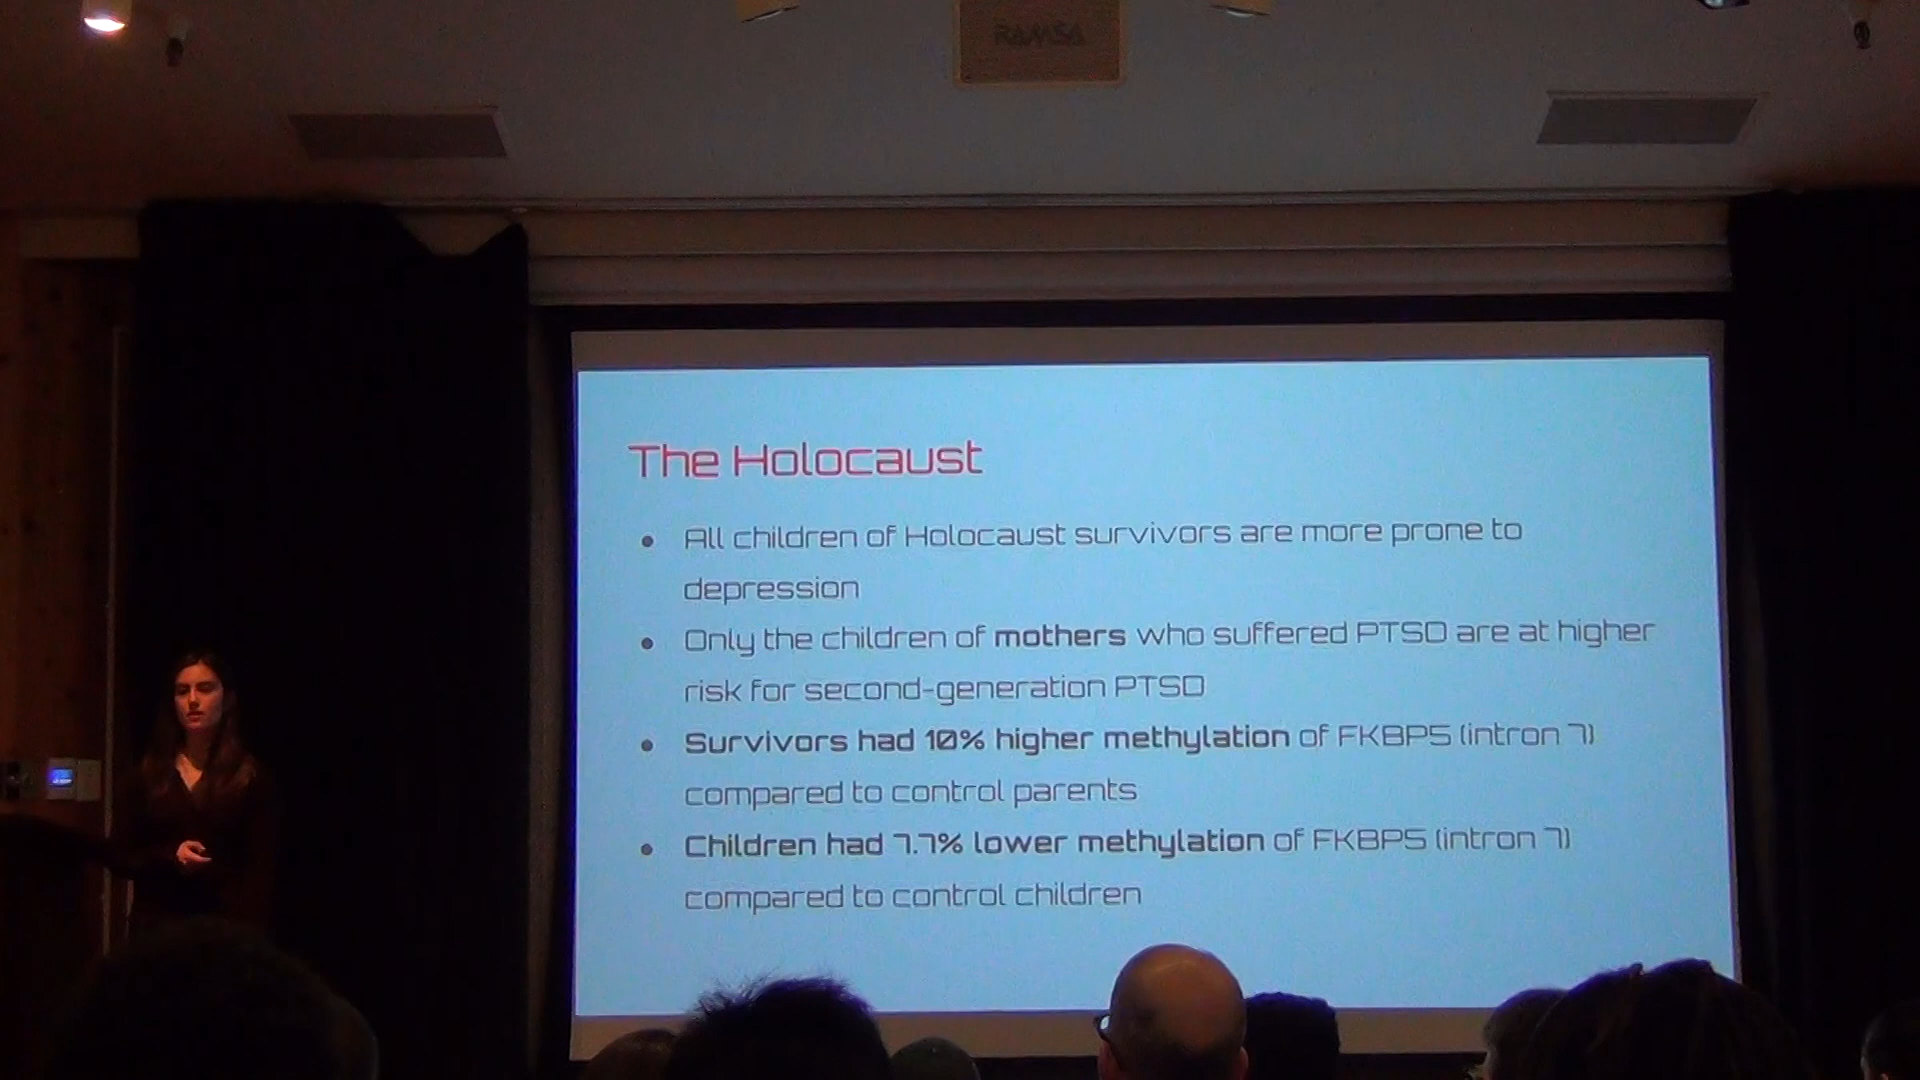 RAMSA
The Holocaust
• All children of Holocaust survivors are more prone to
depression
• Only the children of mothers who suffered PTSD are at higher
risk for second-generation PTSD
• Survivors had 10% higher methylation of FKBP5 (intron 7)
compared to control parents
• Children had 7.7% lower methylation of FKBP5 (intron 7)
compared to control children